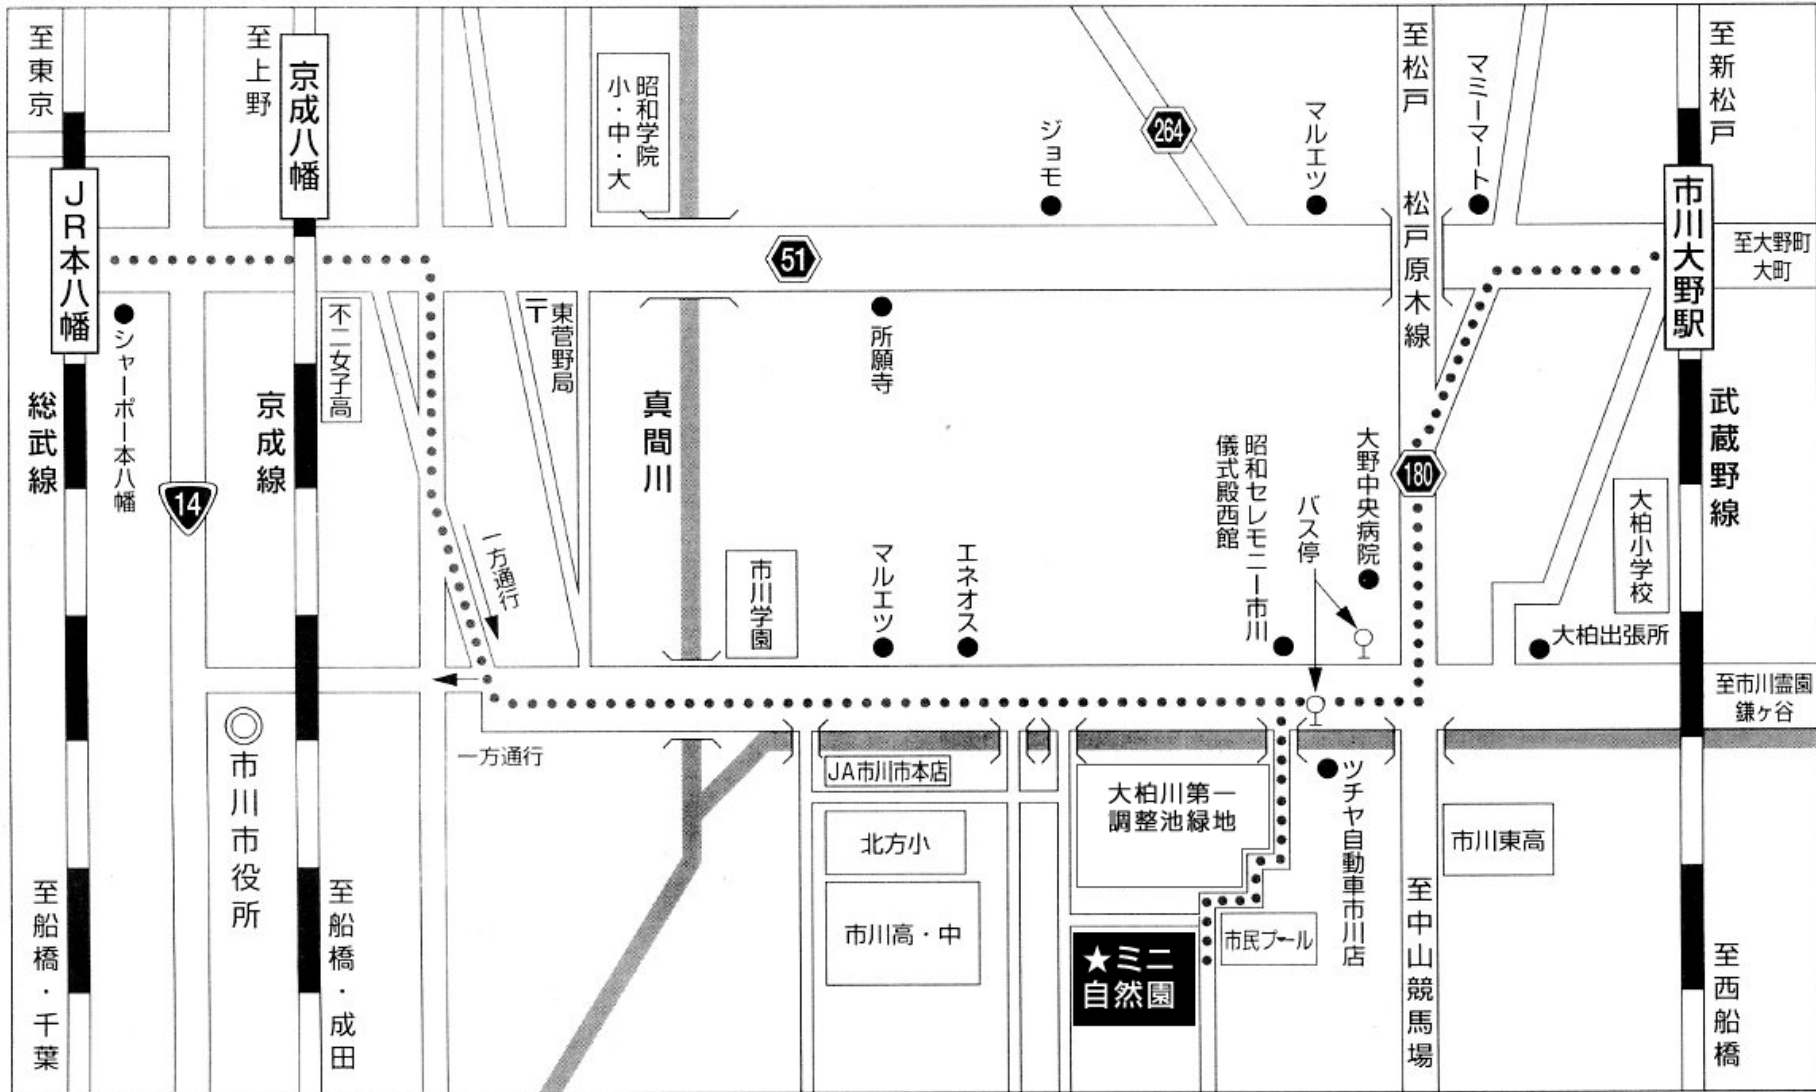 至東京
至上野
京成八幡
JR本八幡
昭和学院
小・中・大
264
ジョモ
マルエツ
至松戸
マミーマート
至新松戸
市川大野駅
松戸原木線
至大野町
大町
51
シャーポー本八幡
不二女子高
〒東菅野局
所願寺
総武線
14
京成線
真間川
一方通行
市川学園
マルエツ
エネオス
昭和セレモニー市川
儀式殿西館
バス停
大野中央病院
180
武蔵野線
大柏小学校
大柏出張所
至市川霊園
鎌ヶ谷
市川市役所
一方通行
JA市川市本店
北方小
市川高・中
大柏川第一
調整池緑地
ツチヤ自動車市川店
市川東高
市民プール
★ミニ
自然園
至船橋・千葉
至船橋・成田
至中山競馬場
至西船橋